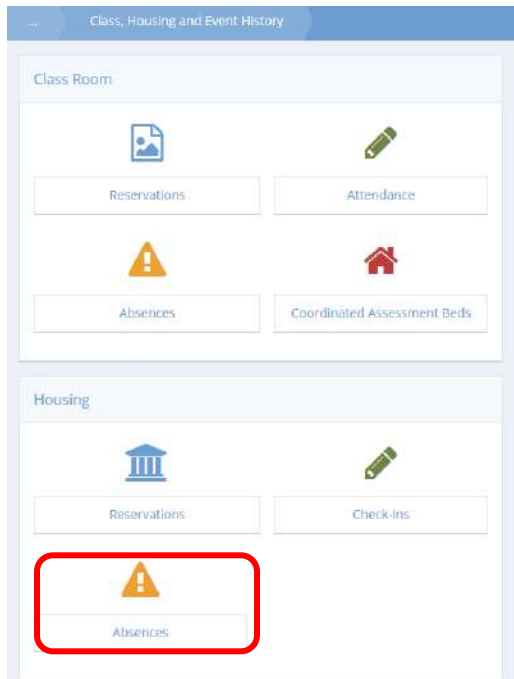 ... Class, Housing and Event History
Class Room
Reservations Attendance
Absences Coordinated Assessment Beds
Housing
Reservations Check-Ins
Absences